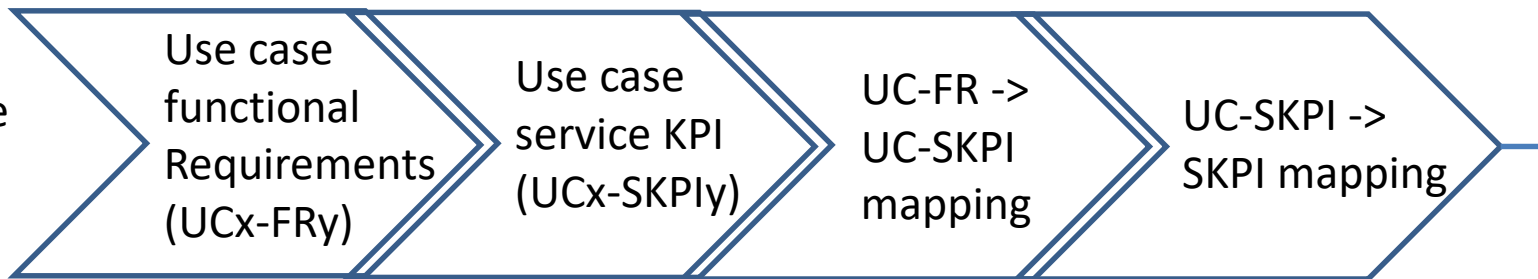 e
Use case
functional
Requirements
(UCx-FRy)
Use case
service KPI
(UCx-SKPIy)
UC-FR ->
UC-SKPI
mapping
UC-SKPI ->
SKPI mapping